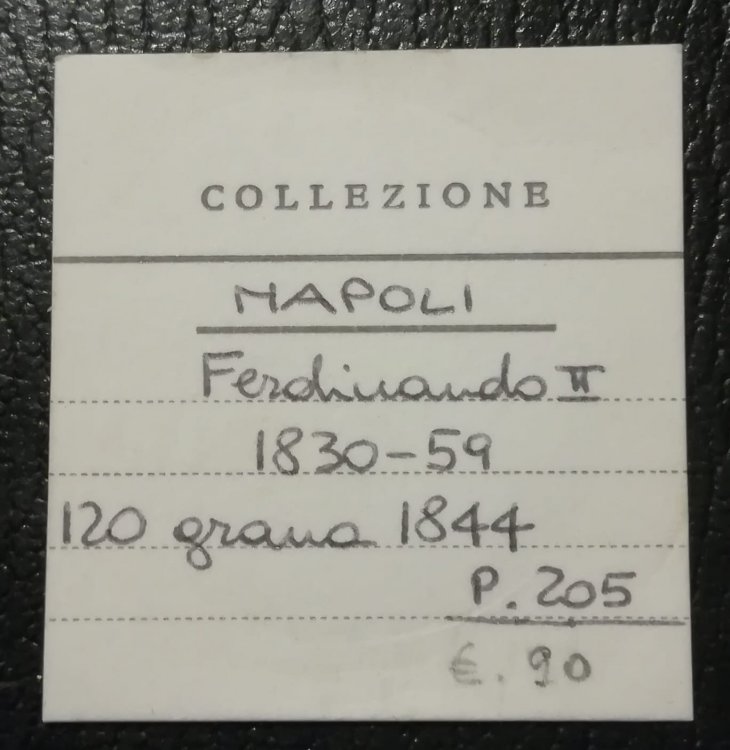 COLLEZIONE
NAPOLI
Ferdinando II
1830-59
120 grana 1844
P. 205
€. 90